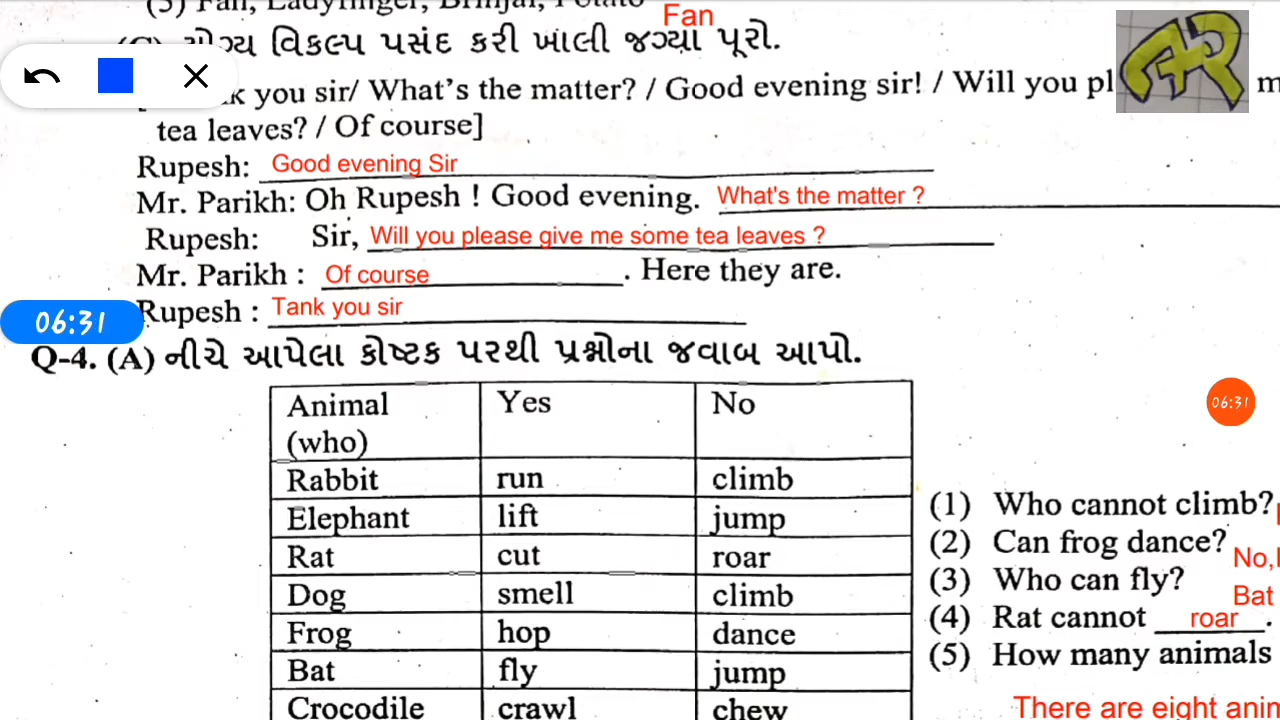 (5) Fan, Ladyfinger, Brinjal, Potato Fan
(C) યોગ્ય વિકલ્પ પસંદ કરી ખાલી જગ્યા પૂરો.
you sir/ What's the matter? / Good evening sir! / Will you
tea leaves? / Of course]
Rupesh: Good evening Sir
Mr. Parikh: Oh Rupesh ! Good evening. What's the matter ?
Rupesh: Sir, Will you please give me some tea leaves ?
Mr. Parikh : Of course . Here they are.
Rupesh : Tank you sir
06:31
Q-4. (A) નીચે આપેલા કોષ્ટક પરથી પ્રશ્નોના જવાબ આપો.
Animal (who) Yes No
06:31
Rabbit run climb
Elephant lift jump
Rat cut roar
Dog smell climb
Frog hop dance
Bat fly jump
Crocodile crawl chew
(1) Who cannot climb?
(2) Can frog dance? No,
(3) Who can fly? Bat
(4) Rat cannot roar .
(5) How many animals
There are eight